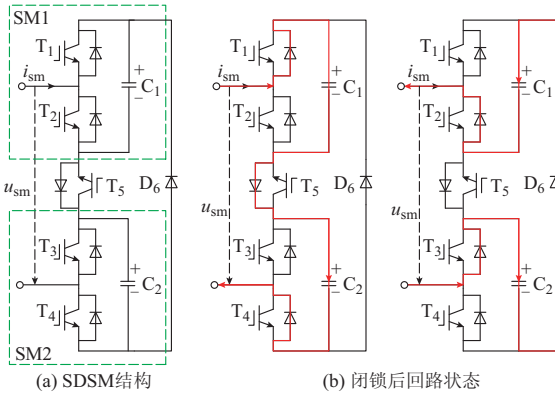 SM1
T1
ism
C1
T2
usm
T5
D6
T3
C2
T4
SM2
(a) SDSM结构
T1
ism
C1
T2
usm
T5
D6
T3
C2
T4
T1
ism
C1
T2
usm
T5
D6
T3
C2
T4
(b) 闭锁后回路状态